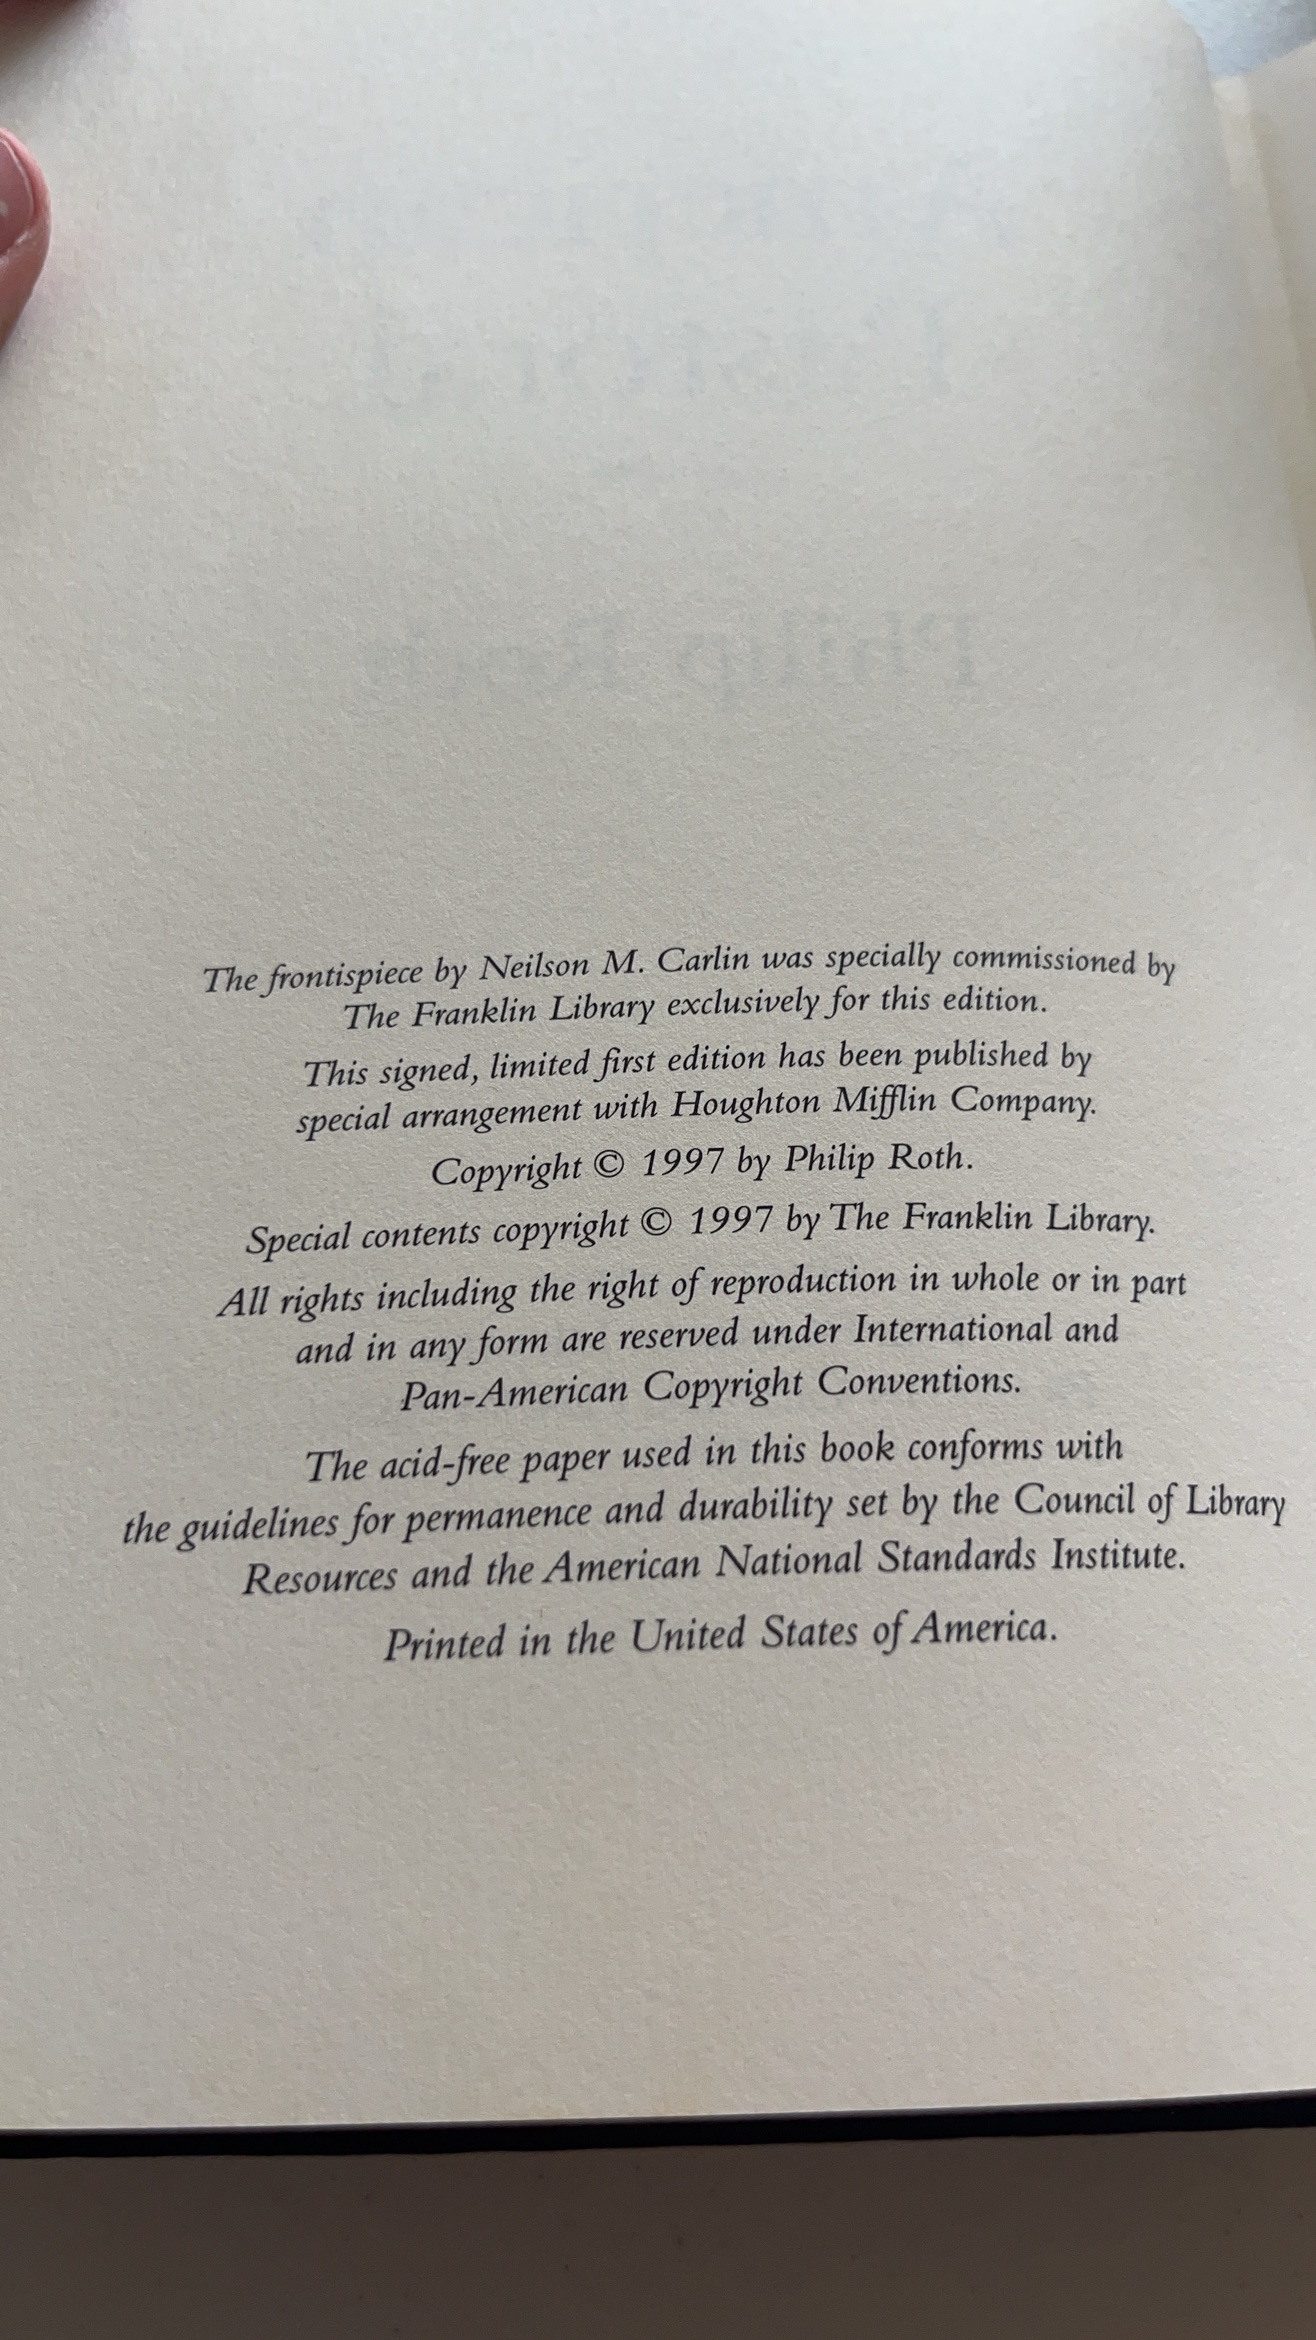 The frontispiece by Neilson M. Carlin was specially commissioned by
The Franklin Library exclusively for this edition.
This signed, limited first edition has been published by
special arrangement with Houghton Mifflin Company.
Copyright © 1997 by Philip Roth.
Special contents copyright © 1997 by The Franklin Library.
All rights including the right of reproduction in whole or in part
and in any form are reserved under International and
Pan-American Copyright Conventions.
The acid-free paper used in this book conforms with
the guidelines for permanence and durability set by the Council of Library
Resources and the American National Standards Institute.
Printed in the United States of America.